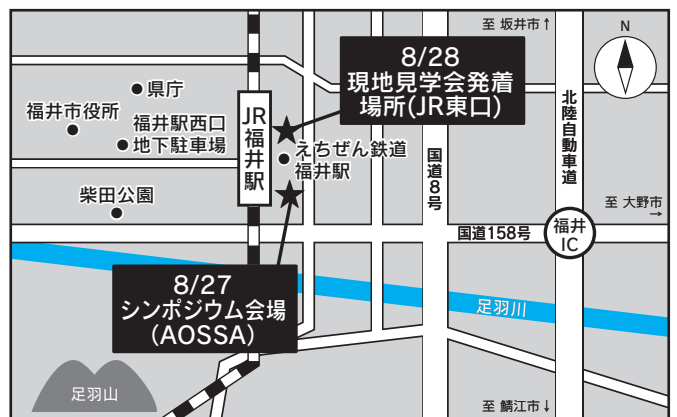 至 坂井市↑
N
8/28
現地見学会発着
場所(JR東口)
県庁
福井市役所
福井駅西口
地下駐車場
JR福井駅
えちぜん鉄道
福井駅
国道8号
北陸自動車道
柴田公園
至 大野市
→
国道158号
福井
IC
8/27
シンポジウム会場
(AOSSA)
足羽川
足羽山
至 鯖江市↓